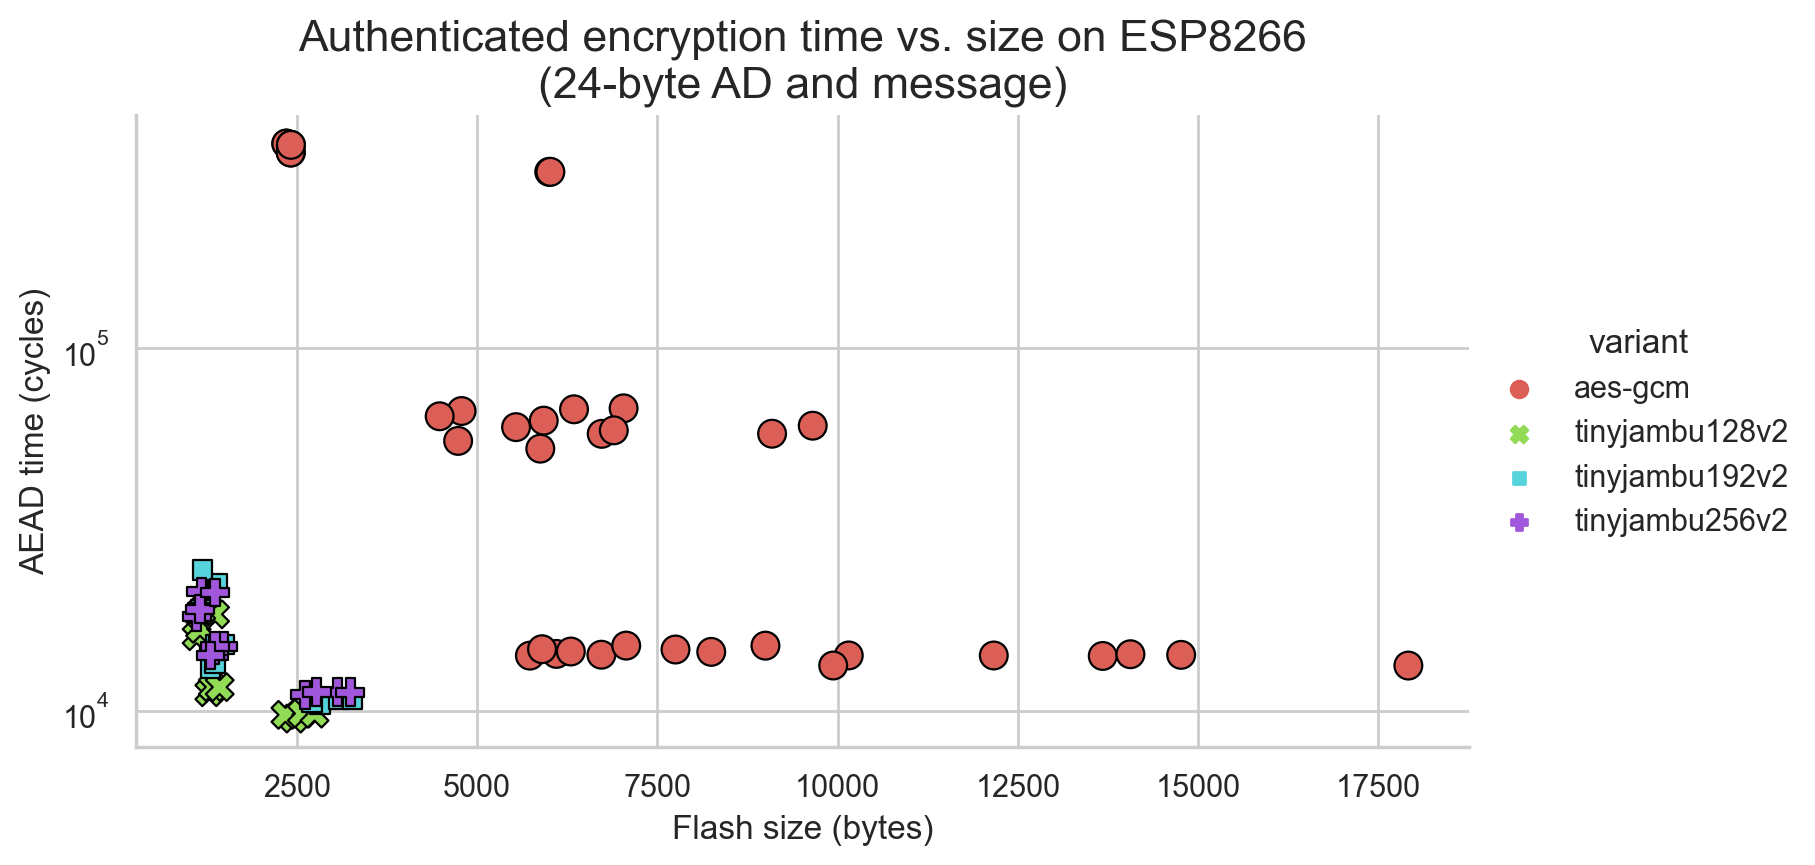 Authenticated encryption time vs. size on ESP8266
(24-byte AD and message)
AEAD time (cycles)
10^5
10^4
2500 5000 7500 10000 12500 15000 17500
Flash size (bytes)
variant
aes-gcm
tinyjambu128v2
tinyjambu192v2
tinyjambu256v2